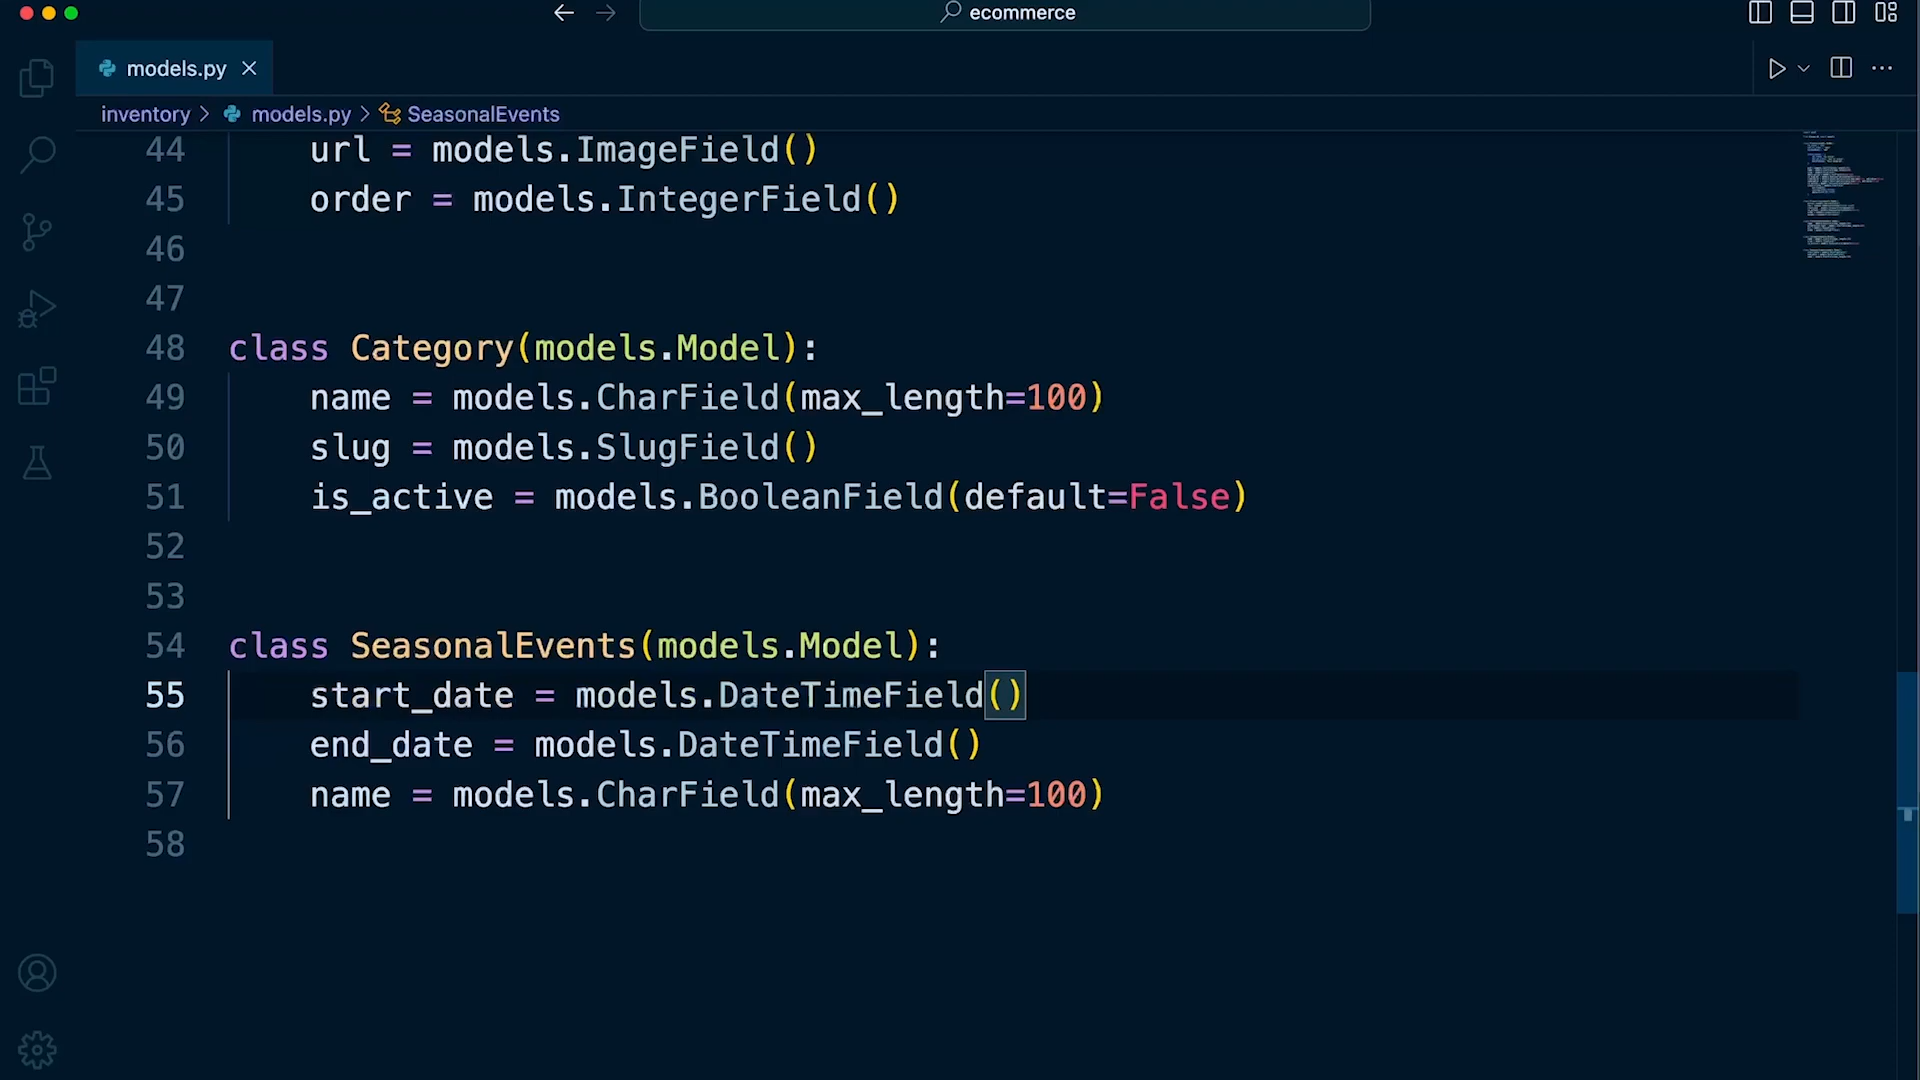 ecommerce
models.py
inventory > models.py > SeasonalEvents
44 url = models.ImageField()
45 order = models.IntegerField()
46
47
48 class Category(models.Model):
49 name = models.CharField(max_length=100)
50 slug = models.SlugField()
51 is_active = models.BooleanField(default=False)
52
53
54 class SeasonalEvents(models.Model):
55 start_date = models.DateTimeField()
56 end_date = models.DateTimeField()
57 name = models.CharField(max_length=100)
58